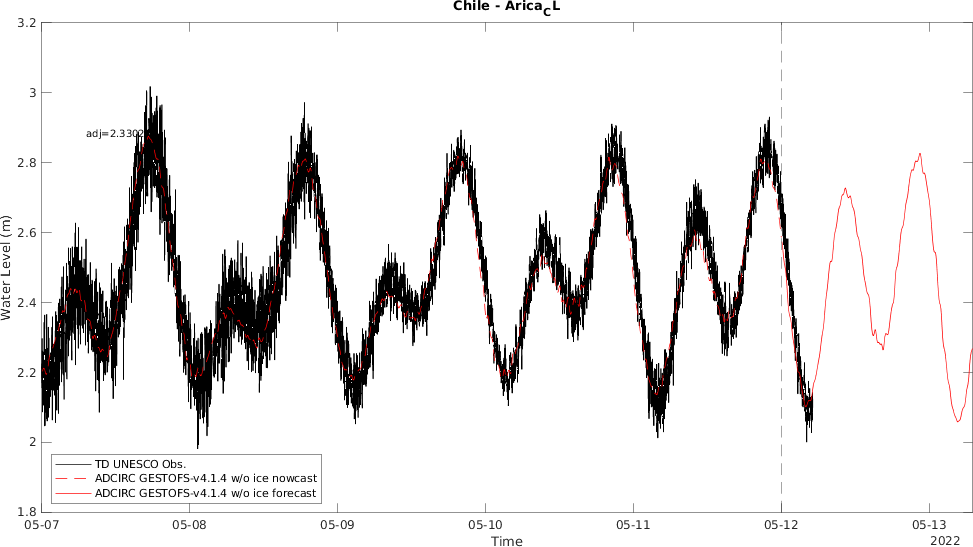 Chile - Arica_CL
3.2
3
2.8
2.6
2.4
2.2
2
1.8
Water Level (m)
adj=2.3302
TD UNESCO Obs.
ADCIRC GESTOFS-v4.1.4 w/o ice nowcast
ADCIRC GESTOFS-v4.1.4 w/o ice forecast
05-07 05-08 05-09 05-10 05-11 05-12 05-13
Time
2022